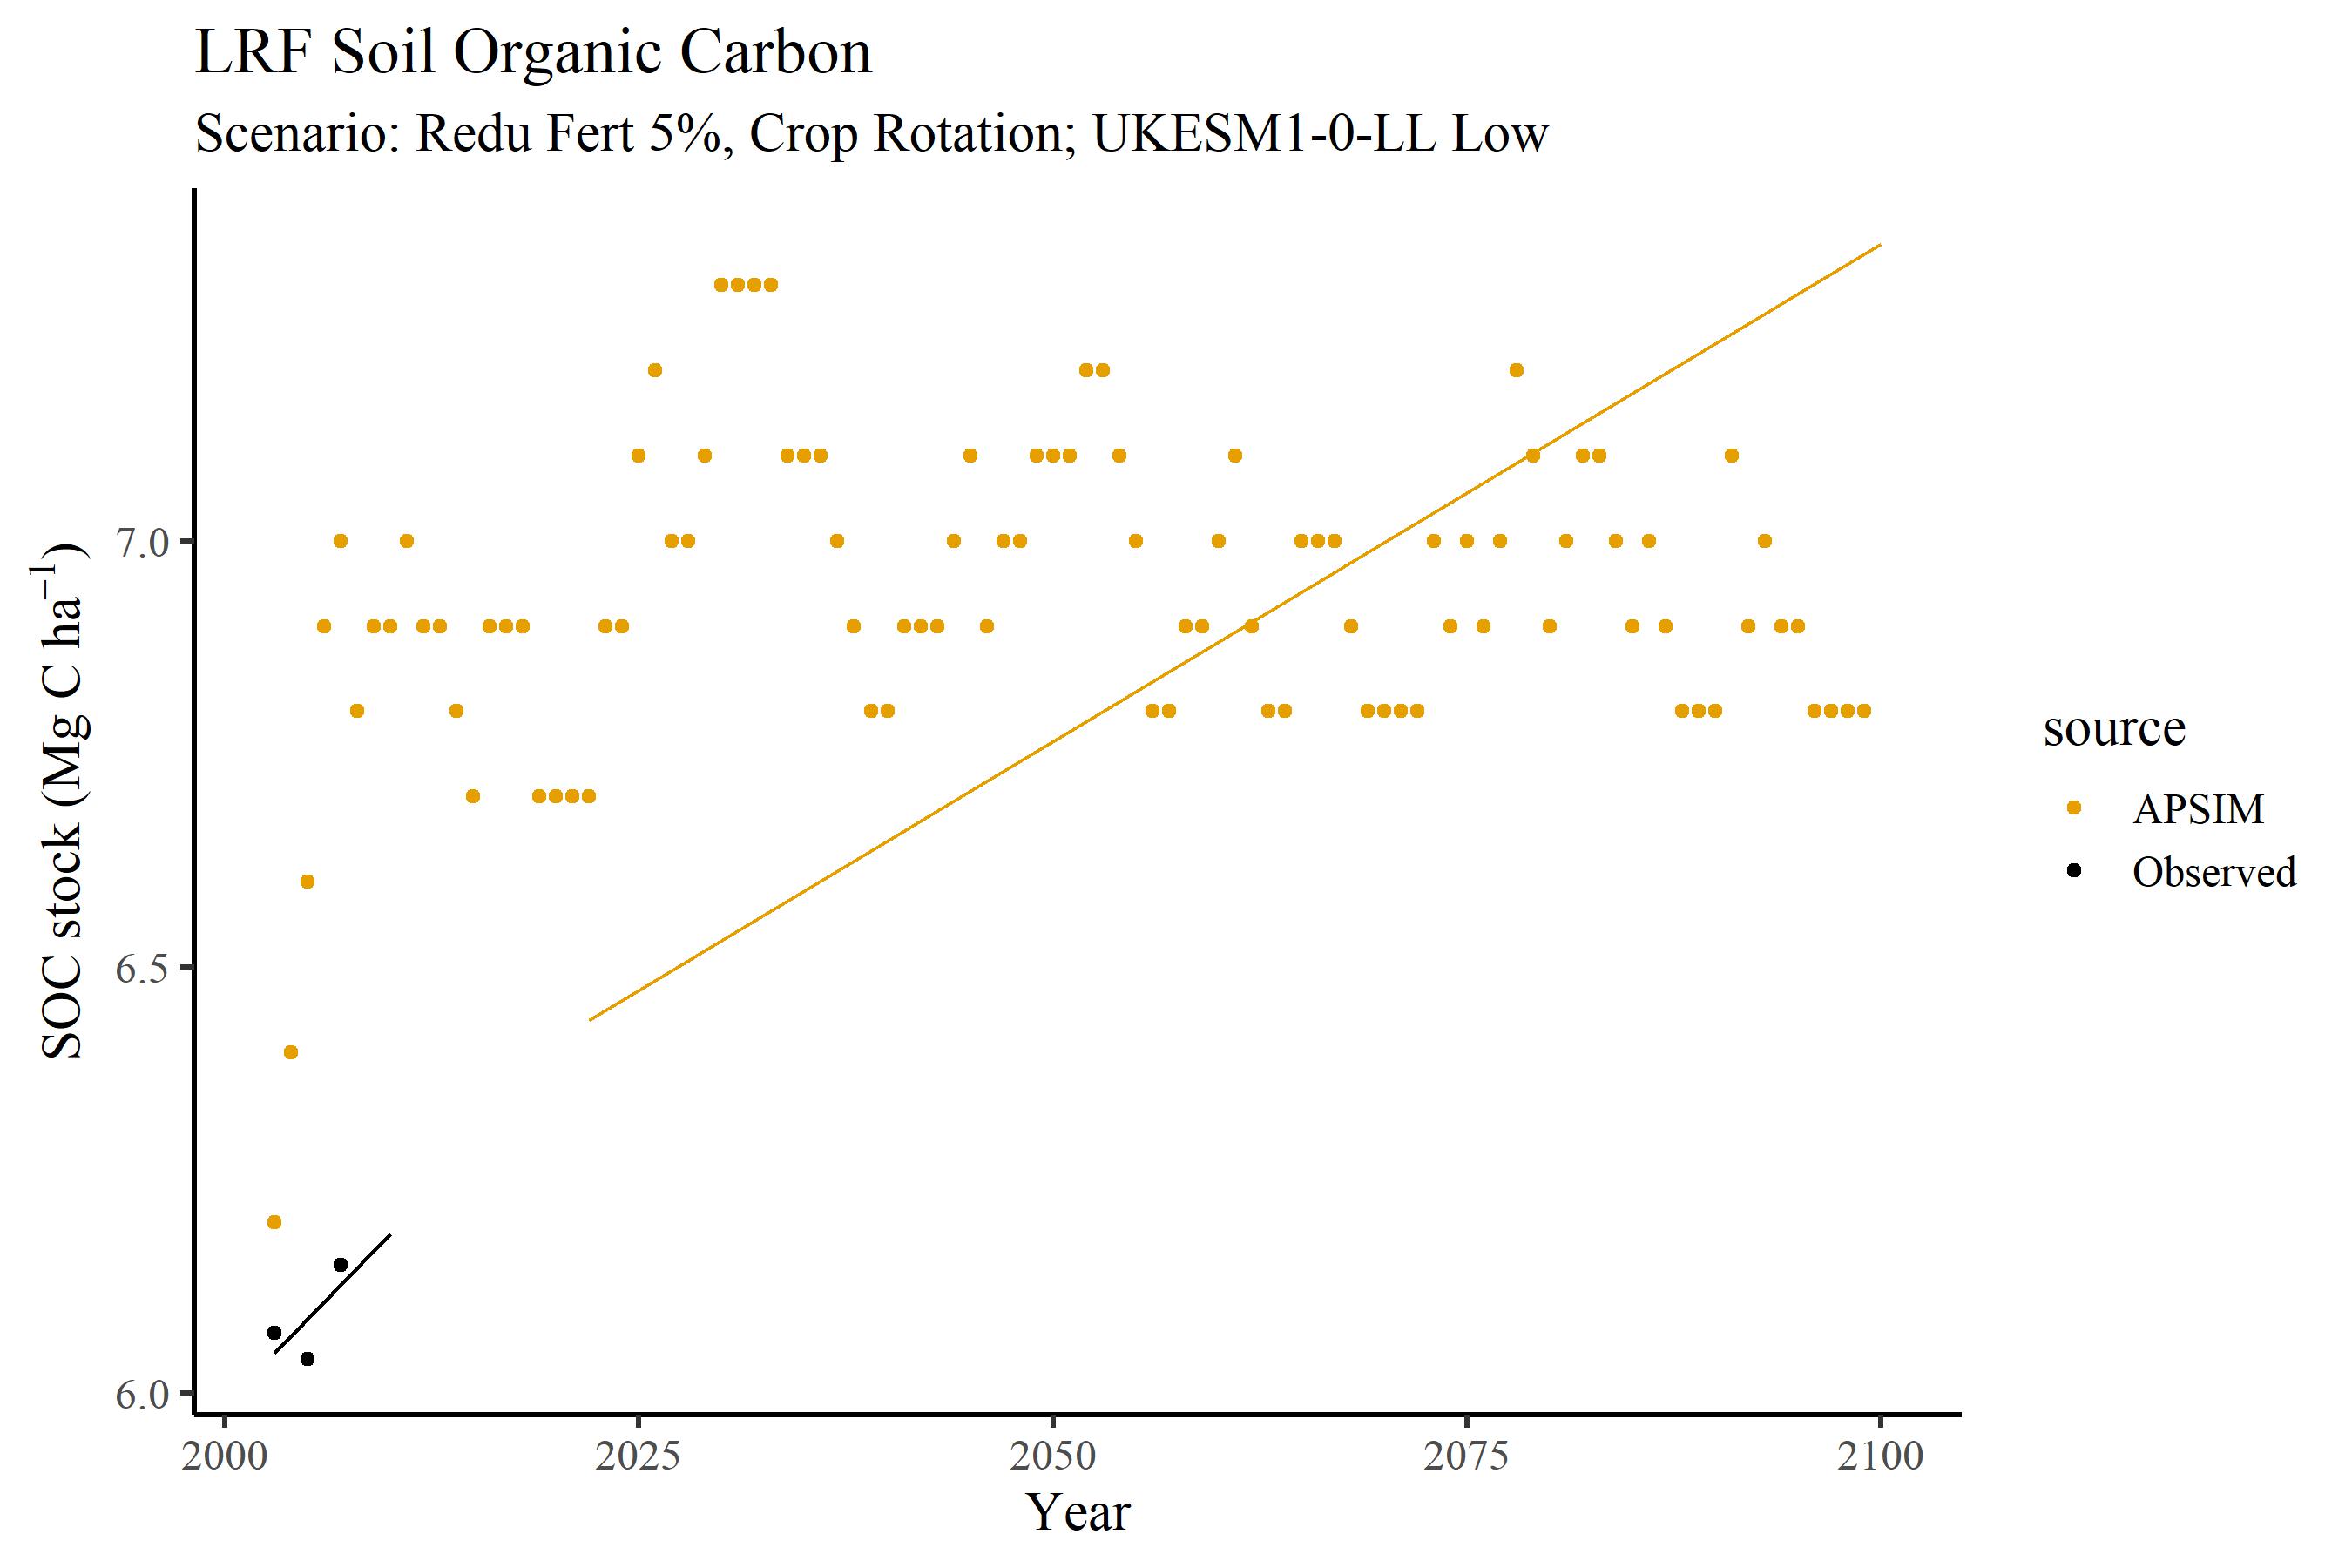 LRF Soil Organic Carbon
Scenario: Redu Fert 5%, Crop Rotation; UKESM1-0-LL Low
SOC stock (Mg C ha⁻¹)
7.0
6.5
6.0
2000 2025 2050 2075 2100
Year
source
APSIM
Observed